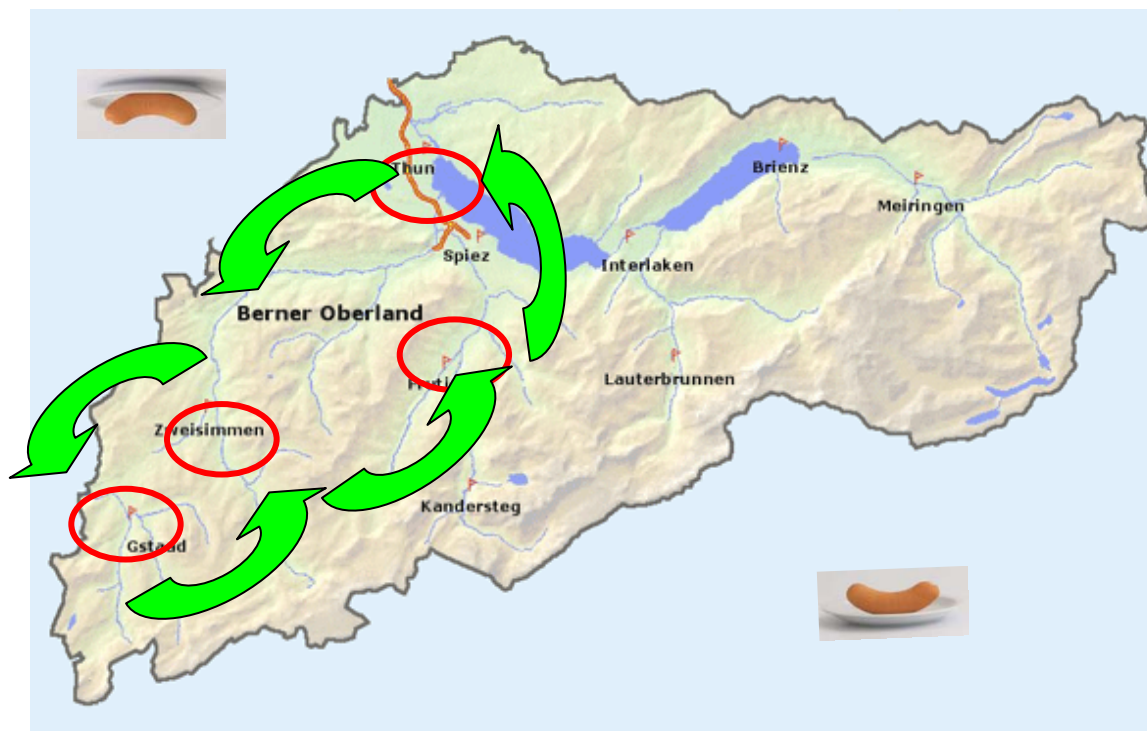 Thun
Brienz
Meiringen
Spiez
Interlaken
Berner Oberland
Lauterbrunnen
Zweisimmen
Kandersteg
Gstaad